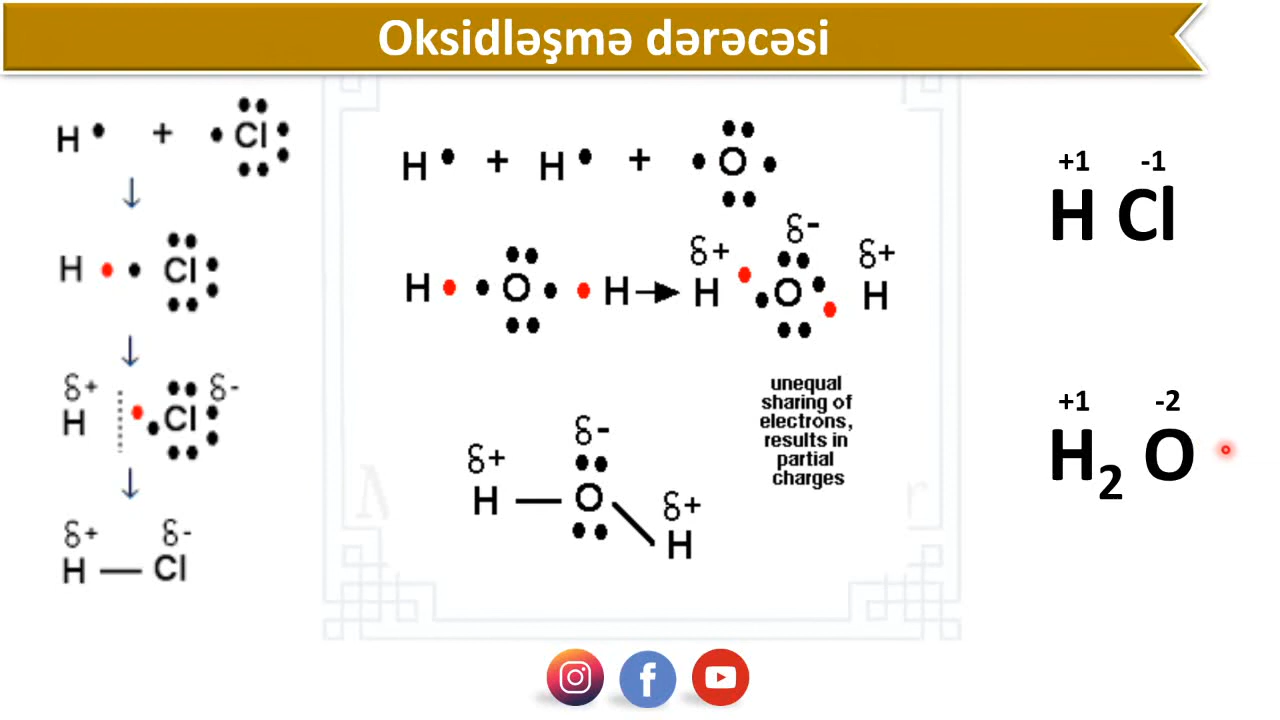 Oksidləşmə dərəcəsi
H + Cl
H Cl
δ+ δ-
H Cl
δ+ δ-
H — Cl
H + H + O
H O H → H O H
δ+ δ- δ+
unequal
sharing of
electrons,
results in
partial
charges
δ-
δ+
H — O
δ+
H
+1 -1
H Cl
+1 -2
H₂ O